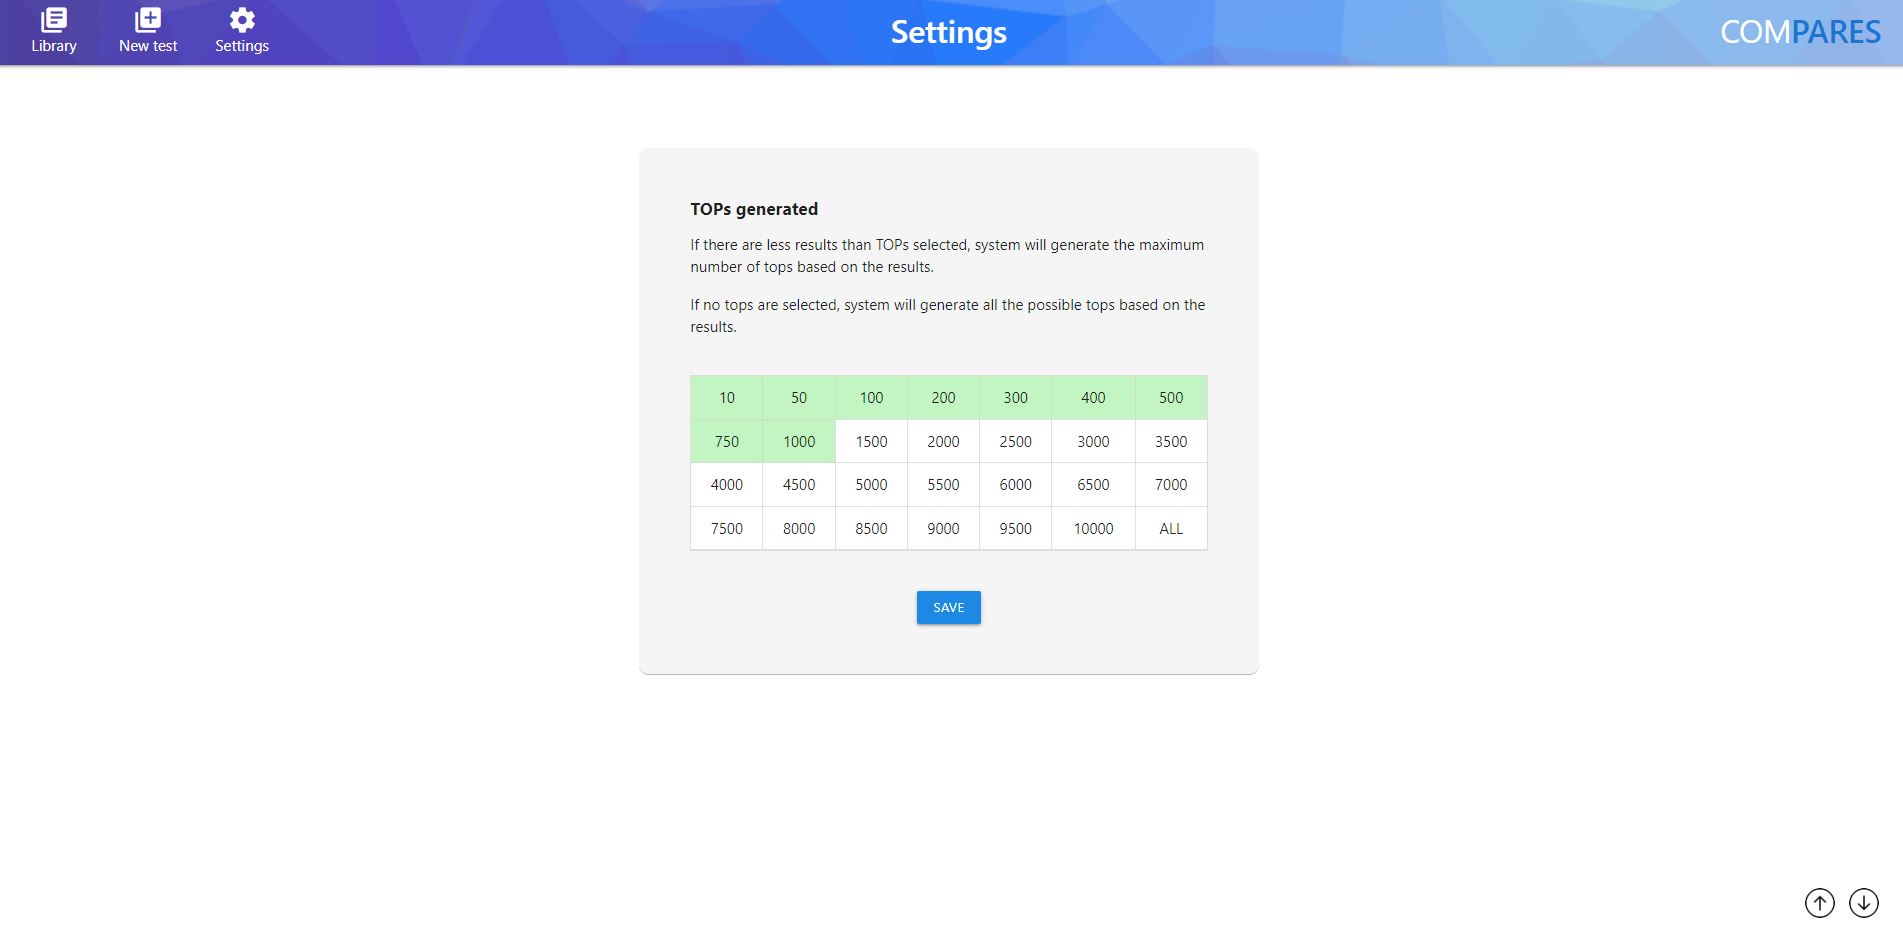 Library New test Settings
Settings
COMPARES
TOPs generated
If there are less results than TOPs selected, system will generate the maximum
number of tops based on the results.
If no tops are selected, system will generate all the possible tops based on the
results.
10 50 100 200 300 400 500
750 1000 1500 2000 2500 3000 3500
4000 4500 5000 5500 6000 6500 7000
7500 8000 8500 9000 9500 10000 ALL
SAVE